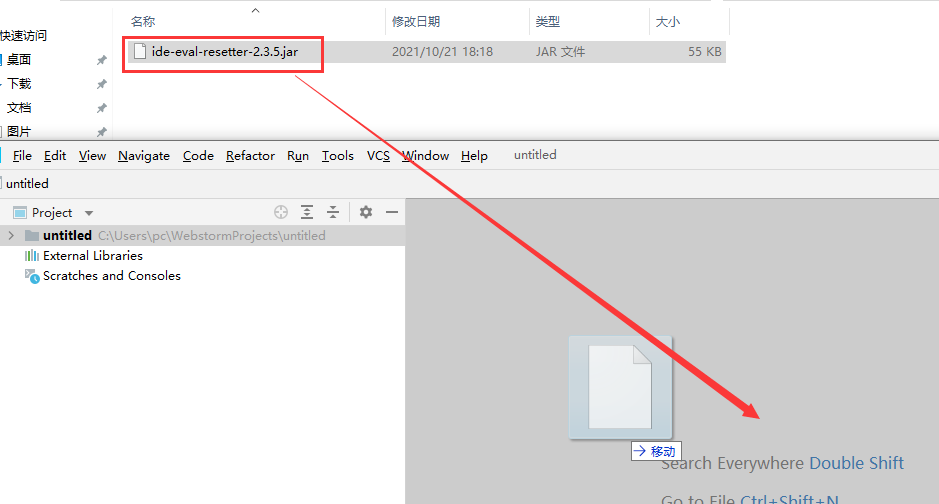 名称 修改日期 类型 大小
快速访问
ide-eval-resetter-2.3.5.jar 2021/10/21 18:18 JAR 文件 55 KB
桌面
下载
文档
图片
File Edit View Navigate Code Refactor Run Tools VCS Window Help untitled
untitled
Project
untitled C:\Users\pc\WebstormProjects\untitled
External Libraries
Scratches and Consoles
移动
Search Everywhere Double Shift
Go to File Ctrl+Shift+N